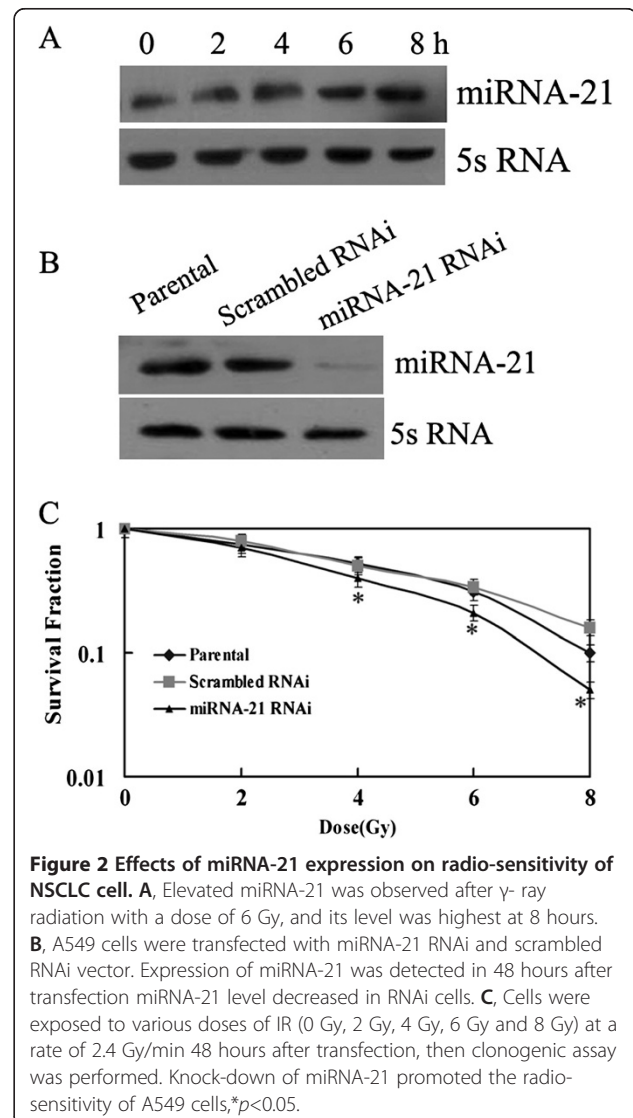 A
0 2 4 6 8 h
miRNA-21
5s RNA
B
Parental
Scrambled RNAi
miRNA-21 RNAi
miRNA-21
5s RNA
C
1
0.1
0.01
Survival Fraction
Parental
Scrambled RNAi
miRNA-21 RNAi
*
*
*
0 2 4 6 8
Dose(Gy)
Figure 2 Effects of miRNA-21 expression on radio-sensitivity of
NSCLC cell. A, Elevated miRNA-21 was observed after γ- ray
radiation with a dose of 6 Gy, and its level was highest at 8 hours.
B, A549 cells were transfected with miRNA-21 RNAi and scrambled
RNAi vector. Expression of miRNA-21 was detected in 48 hours after
transfection miRNA-21 level decreased in RNAi cells. C, Cells were
exposed to various doses of IR (0 Gy, 2 Gy, 4 Gy, 6 Gy and 8 Gy) at a
rate of 2.4 Gy/min 48 hours after transfection, then clonogenic assay
was performed. Knock-down of miRNA-21 promoted the radio-
sensitivity of A549 cells,*p<0.05.